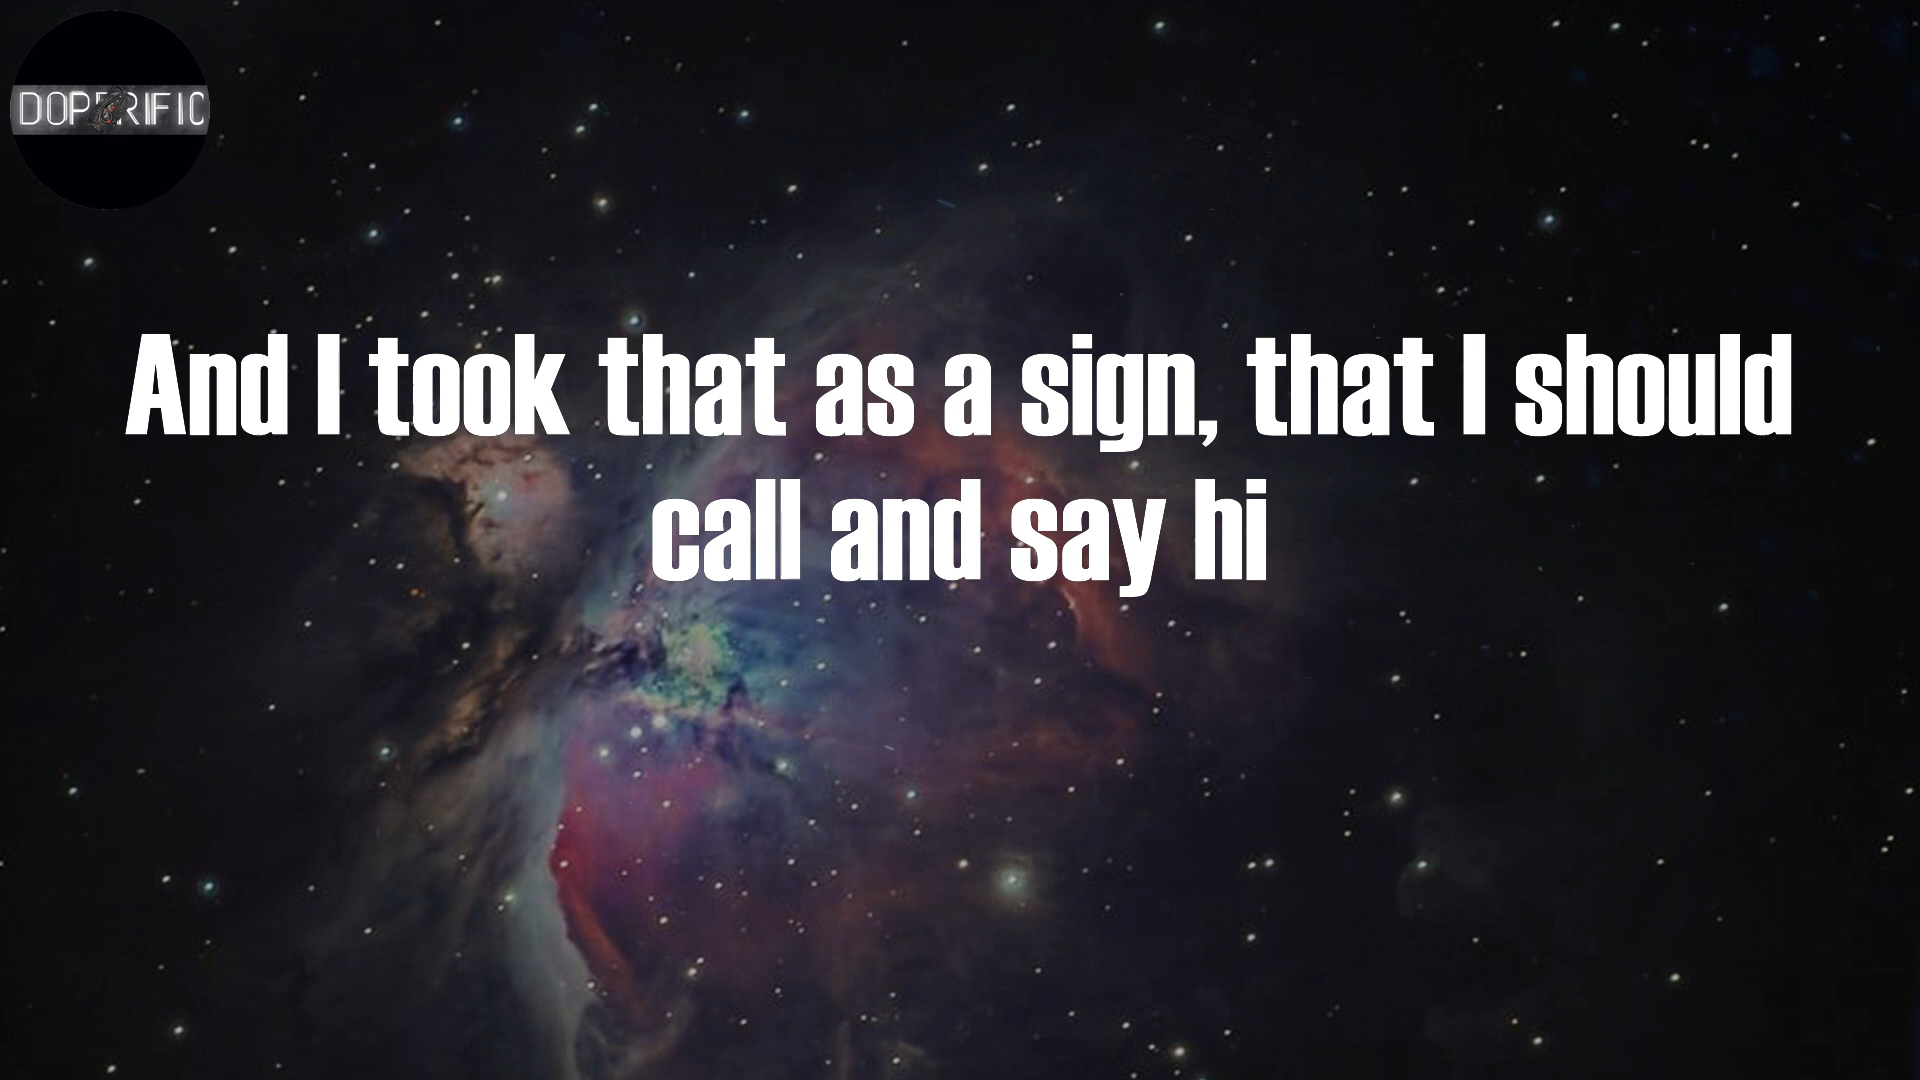 DOPERIFIC
And I took that as a sign, that I should
call and say hi